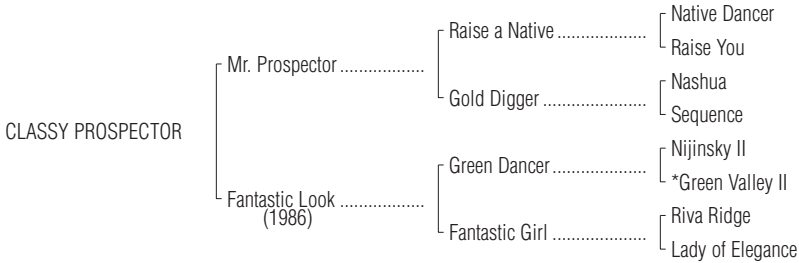 Native Dancer
Raise a Native ...................
Raise You
Mr. Prospector ..................
Nashua
Gold Digger ......................
Sequence
CLASSY PROSPECTOR
Nijinsky II
Green Dancer ....................
*Green Valley II
Fantastic Look ..................
(1986)
Riva Ridge
Fantastic Girl ....................
Lady of Elegance